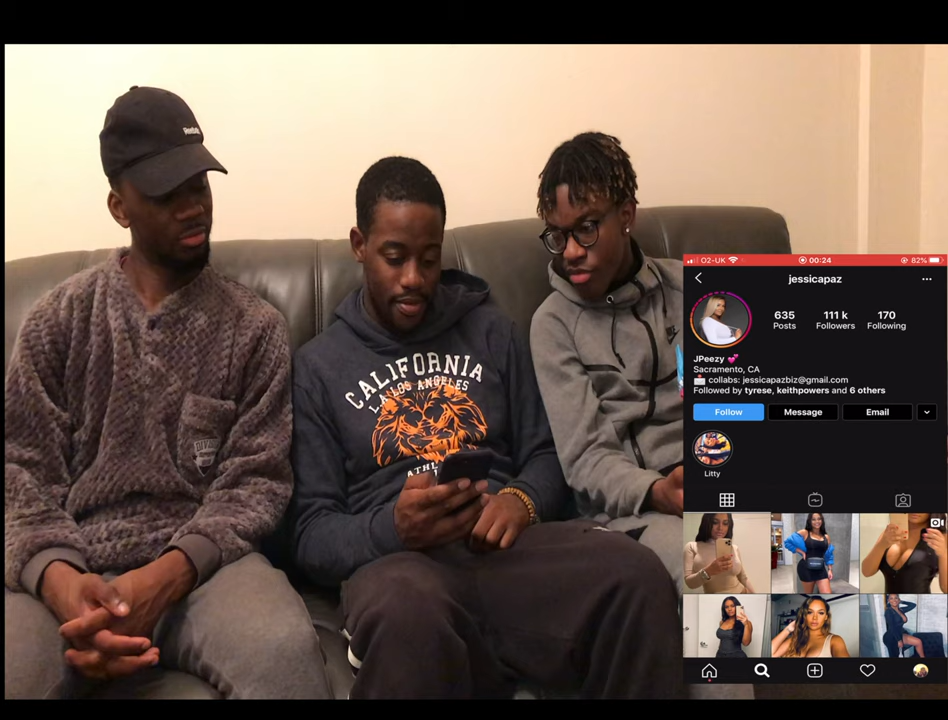 Reebok
CALIFORNIA
LA LOS ANGELES
ATHL
O2-UK 00:24 82%
jessicapaz
635 111 k 170
Posts Followers Following
JPeezy 💕
Sacramento, CA
📩 collabs: jessicapazbiz@gmail.com
Followed by tyrese, keithpowers and 6 others
Follow Message Email
Litty